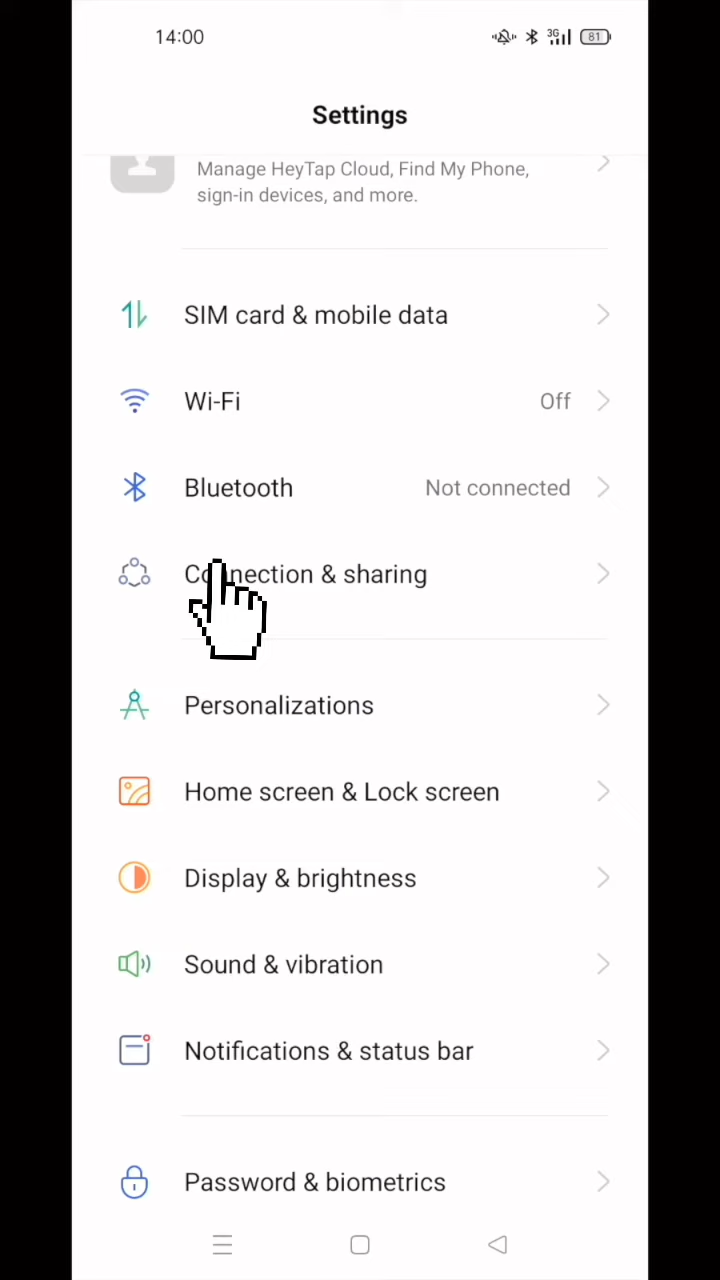 14:00
3G
81
Settings
Manage HeyTap Cloud, Find My Phone,
sign-in devices, and more.
SIM card & mobile data
Wi-Fi Off
Bluetooth Not connected
Connection & sharing
Personalizations
Home screen & Lock screen
Display & brightness
Sound & vibration
Notifications & status bar
Password & biometrics